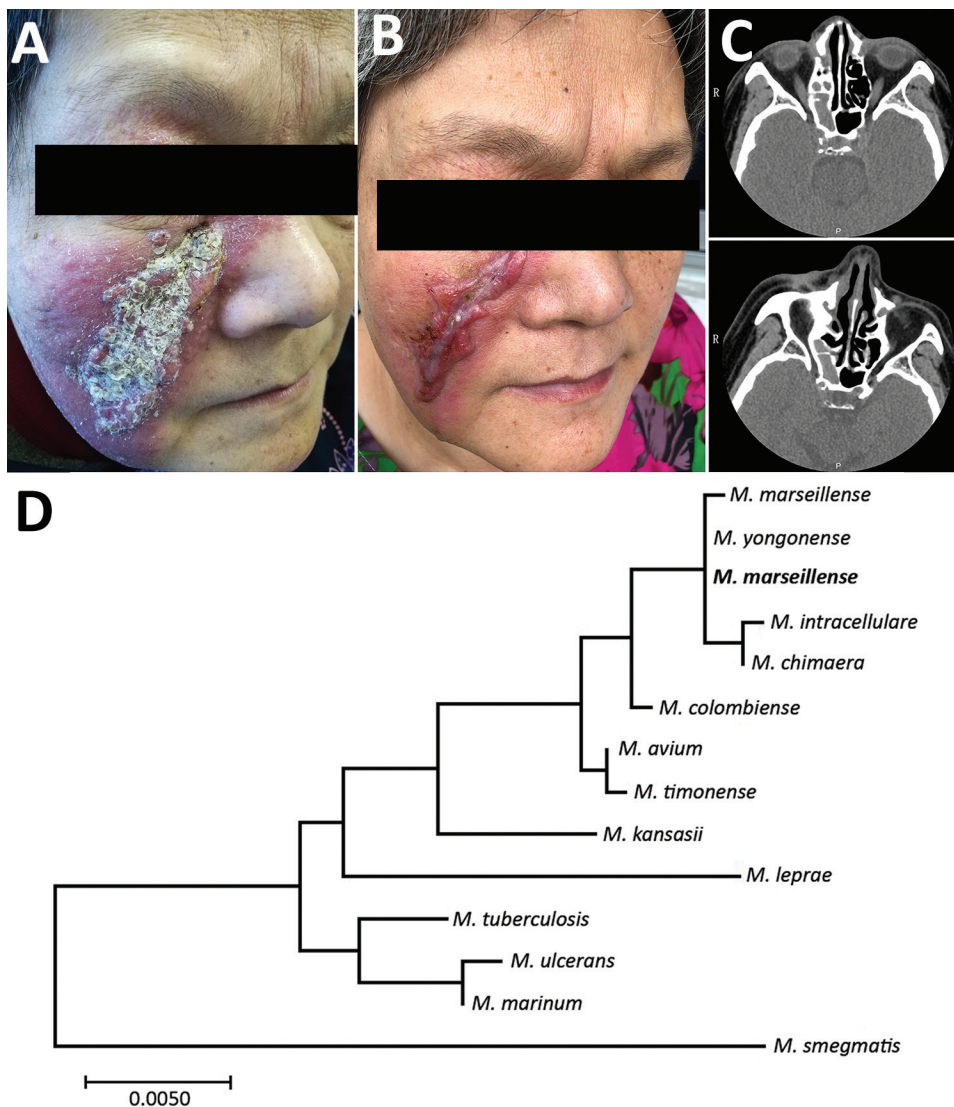 A
B
C
R
P
R
P
D
M. marseillense
M. yongonense
M. marseillense
M. intracellulare
M. chimaera
M. colombiense
M. avium
M. timonense
M. kansasii
M. leprae
M. tuberculosis
M. ulcerans
M. marinum
M. smegmatis
0.0050